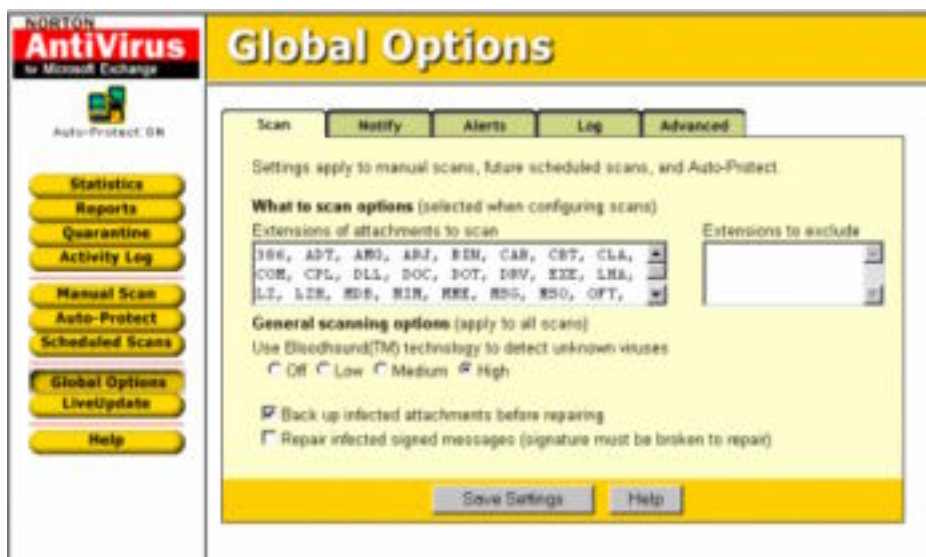 NORTON
AntiVirus
for Microsoft Exchange
Auto-Protect ON
Statistics
Reports
Quarantine
Activity Log
Manual Scan
Auto-Protect
Scheduled Scans
Global Options
LiveUpdate
Help
Global Options
Scan Notify Alerts Log Advanced
Settings apply to manual scans, future scheduled scans, and Auto-Protect.
What to scan options (selected when configuring scans)
Extensions of attachments to scan Extensions to exclude
386, ADT, AMG, ARJ, BIN, CAB, CBT, CLA,
COM, CPL, DLL, DOC, DOT, DRV, EXE, LHA,
LZ, LZH, MDB, MIM, MME, MSG, MSO, OFT,
General scanning options (apply to all scans)
Use Bloodhound(TM) technology to detect unknown viruses
Off Low Medium High
Back up infected attachments before repairing
Repair infected signed messages (signature must be broken to repair)
Save Settings Help